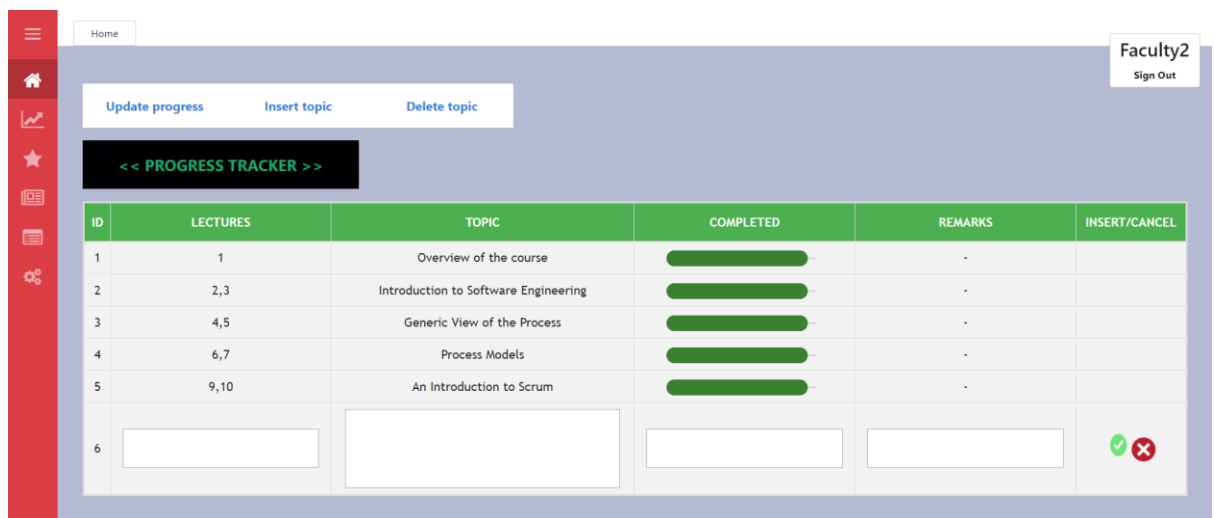 Home
Faculty2
Sign Out
Update progress Insert topic Delete topic
<< PROGRESS TRACKER >>
ID LECTURES TOPIC COMPLETED REMARKS INSERT/CANCEL
1 1 Overview of the course -
2 2,3 Introduction to Software Engineering -
3 4,5 Generic View of the Process -
4 6,7 Process Models -
5 9,10 An Introduction to Scrum -
6